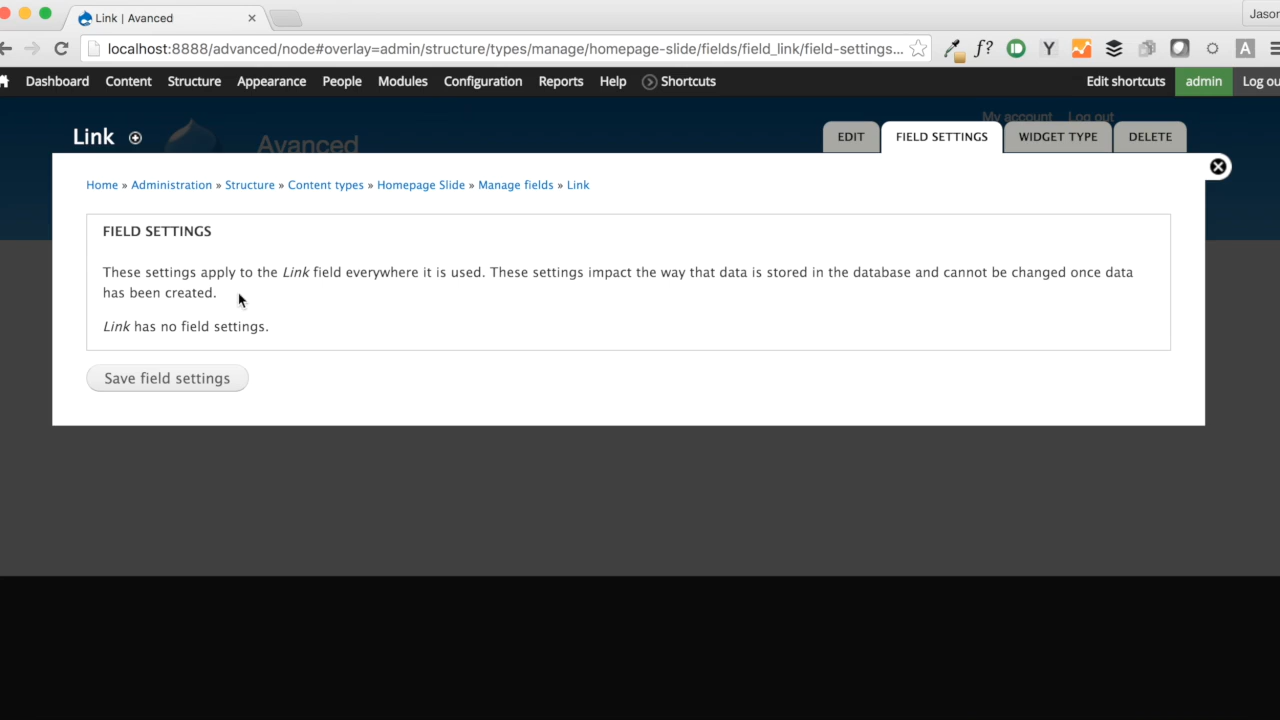 Link | Avanced
Jason
localhost:8888/advanced/node#overlay=admin/structure/types/manage/homepage-slide/fields/field_link/field-settings...
f?
Y
A
Dashboard Content Structure Appearance People Modules Configuration Reports Help Shortcuts Edit shortcuts admin Log ou
My account Log out
Link Avanced EDIT FIELD SETTINGS WIDGET TYPE DELETE
Home » Administration » Structure » Content types » Homepage Slide » Manage fields » Link
FIELD SETTINGS
These settings apply to the Link field everywhere it is used. These settings impact the way that data is stored in the database and cannot be changed once data
has been created.
Link has no field settings.
Save field settings